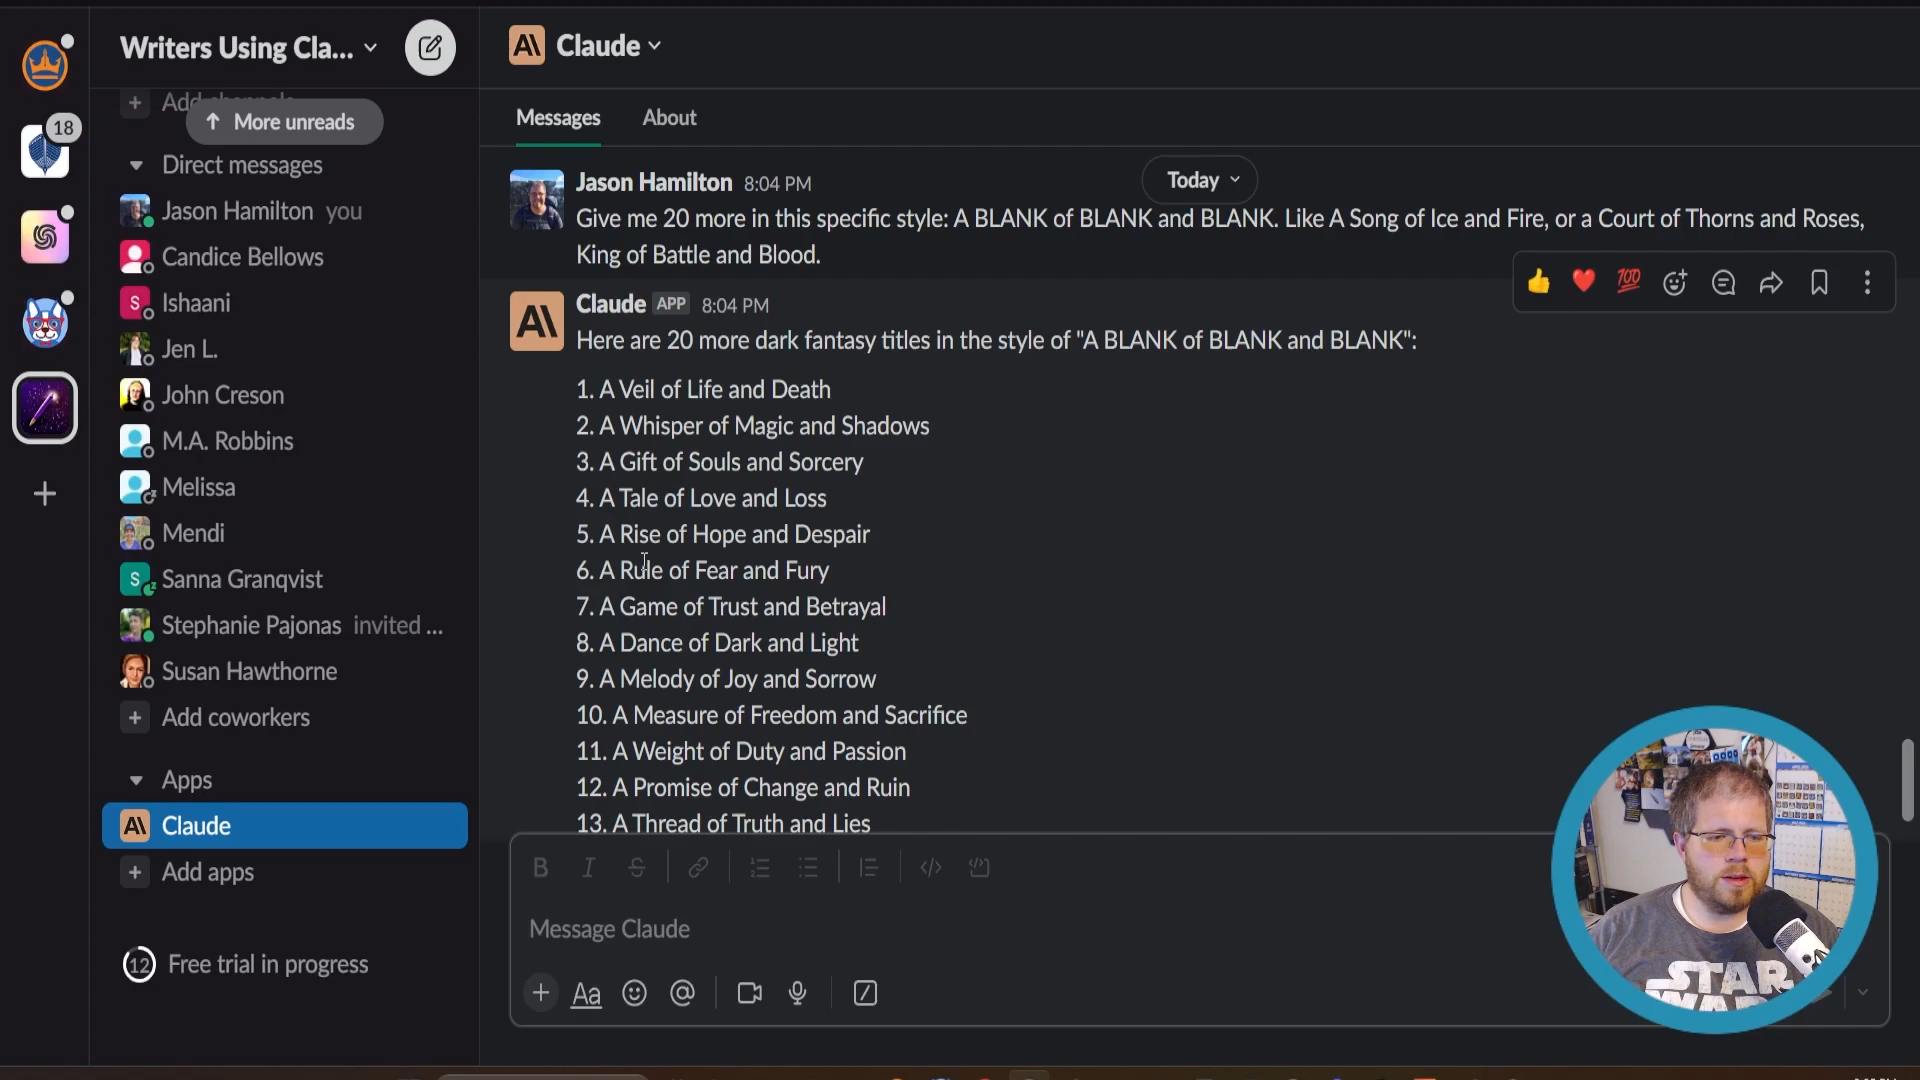 18
Writers Using Cla...
Add channels
More unreads
Direct messages
Jason Hamilton you
Candice Bellows
S Ishaani
Jen L.
John Creson
M.A. Robbins
Melissa
Mendi
S Sanna Granqvist
Stephanie Pajonas invited ...
Susan Hawthorne
Add coworkers
Apps
Claude
Add apps
12 Free trial in progress
Claude
Messages About
Today
Jason Hamilton 8:04 PM
Give me 20 more in this specific style: A BLANK of BLANK and BLANK. Like A Song of Ice and Fire, or a Court of Thorns and Roses,
King of Battle and Blood.
100
Claude APP 8:04 PM
Here are 20 more dark fantasy titles in the style of "A BLANK of BLANK and BLANK":
1. A Veil of Life and Death
2. A Whisper of Magic and Shadows
3. A Gift of Souls and Sorcery
4. A Tale of Love and Loss
5. A Rise of Hope and Despair
6. A Rule of Fear and Fury
7. A Game of Trust and Betrayal
8. A Dance of Dark and Light
9. A Melody of Joy and Sorrow
10. A Measure of Freedom and Sacrifice
11. A Weight of Duty and Passion
12. A Promise of Change and Ruin
13. A Thread of Truth and Lies
B I S
Message Claude
Aa @
STAR
WARS